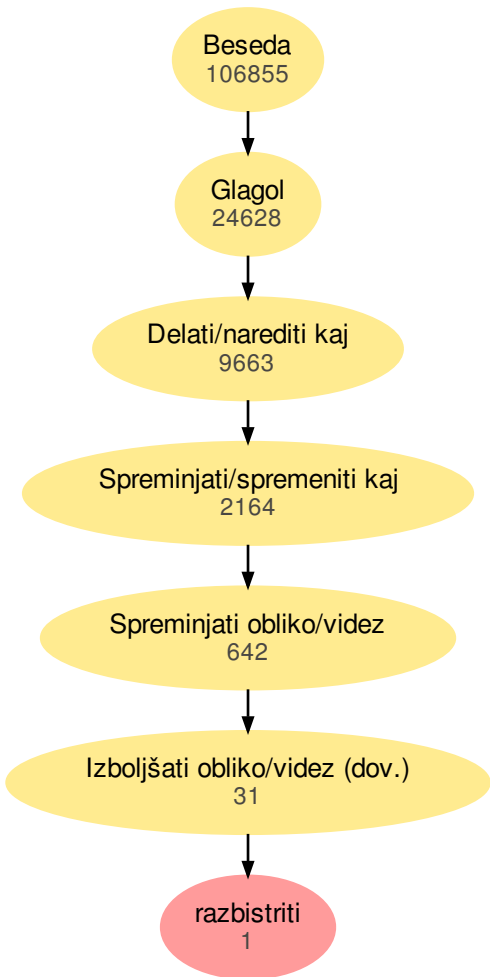 Beseda
106855
Glagol
24628
Delati/narediti kaj
9663
Spreminjati/spremeniti kaj
2164
Spreminjati obliko/videz
642
Izboljšati obliko/videz (dov.)
31
razbistriti
1